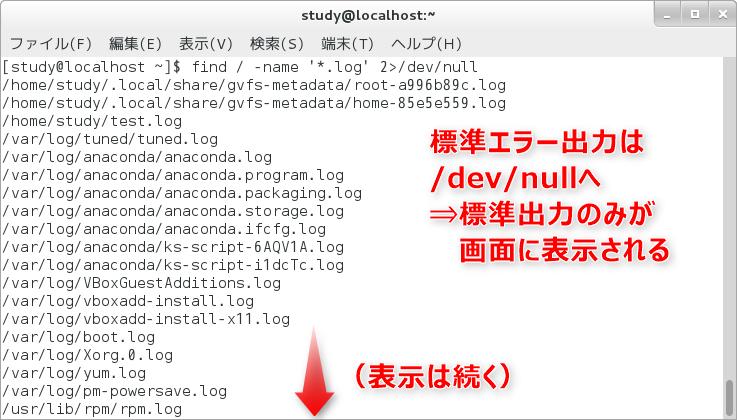 study@localhost:~
ファイル(F) 編集(E) 表示(V) 検索(S) 端末(T) ヘルプ(H)
[study@localhost ~]$ find / -name '*.log' 2>/dev/null
/home/study/.local/share/gvfs-metadata/root-a996b89c.log
/home/study/.local/share/gvfs-metadata/home-85e5e559.log
/home/study/test.log
/var/log/tuned/tuned.log
/var/log/anaconda/anaconda.log
/var/log/anaconda/anaconda.program.log
/var/log/anaconda/anaconda.packaging.log
/var/log/anaconda/anaconda.storage.log
/var/log/anaconda/anaconda.ifcfg.log
/var/log/anaconda/ks-script-6AQV1A.log
/var/log/anaconda/ks-script-i1dcTc.log
/var/log/VBoxGuestAdditions.log
/var/log/vboxadd-install.log
/var/log/vboxadd-install-x11.log
/var/log/boot.log
/var/log/Xorg.0.log
/var/log/yum.log
/var/log/pm-powersave.log
/usr/lib/rpm/rpm.log
標準エラー出力は
/dev/nullへ
⇒標準出力のみが
画面に表示される
（表示は続く）